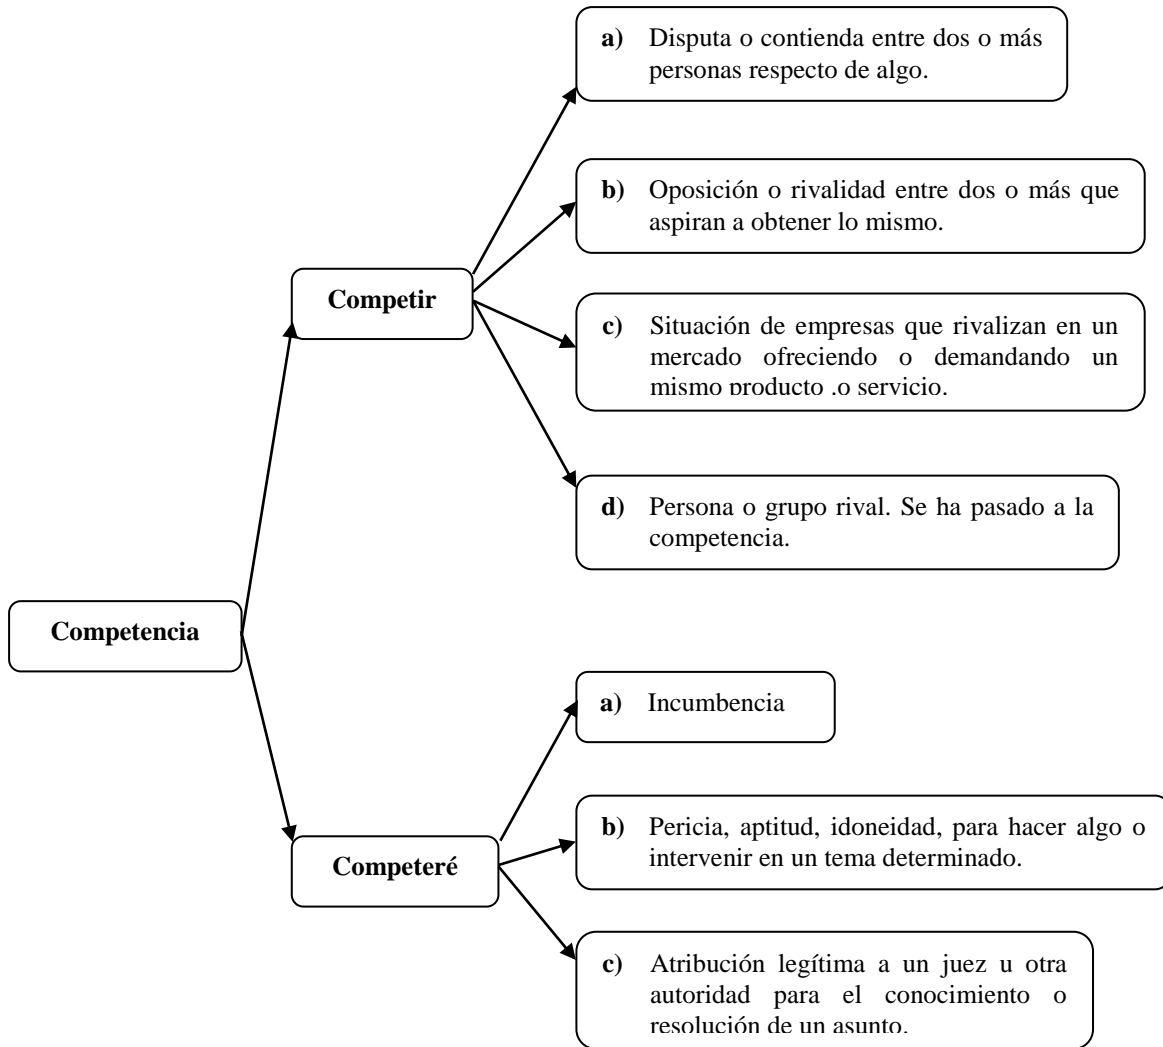 a) Disputa o contienda entre dos o más
personas respecto de algo.
b) Oposición o rivalidad entre dos o más que
aspiran a obtener lo mismo.
Competir
c) Situación de empresas que rivalizan en un
mercado ofreciendo o demandando un
mismo producto .o servicio.
d) Persona o grupo rival. Se ha pasado a la
competencia.
Competencia
a) Incumbencia
b) Pericia, aptitud, idoneidad, para hacer algo o
intervenir en un tema determinado.
Competeré
c) Atribución legítima a un juez u otra
autoridad para el conocimiento o
resolución de un asunto.